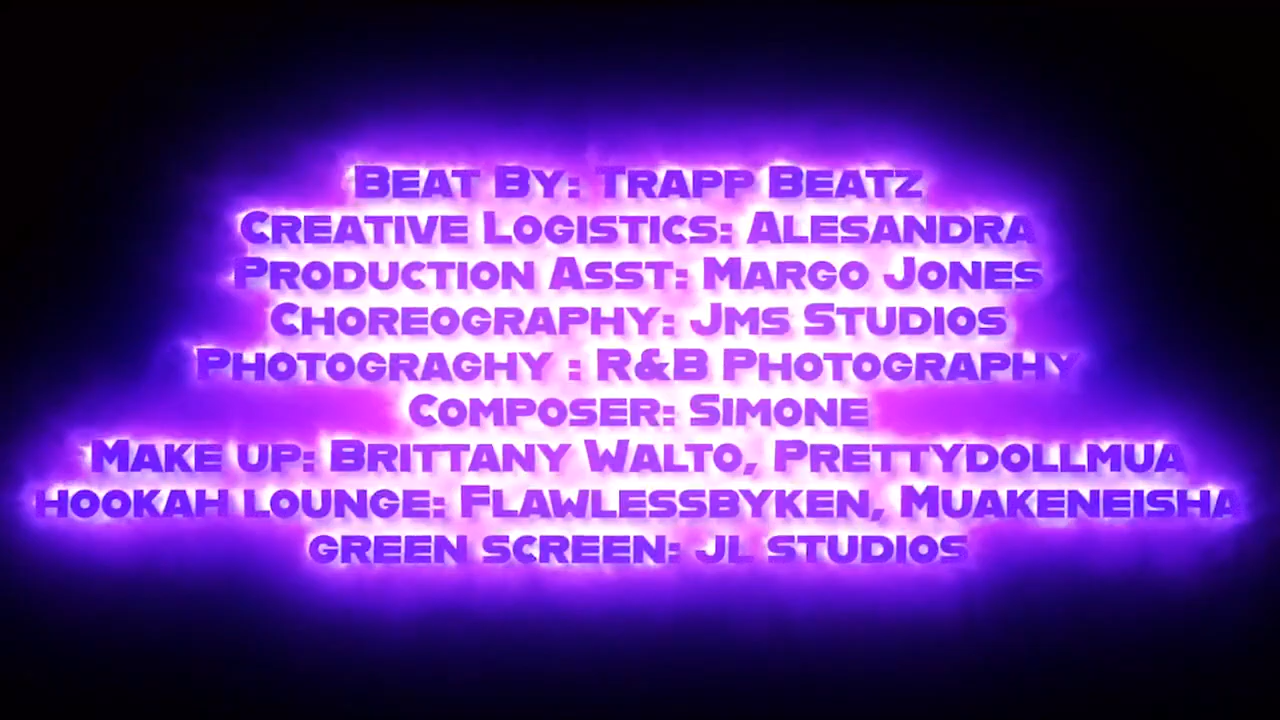 Beat By: Trapp Beatz
Creative Logistics: Alesandra
Production Asst: Margo Jones
Choreography: Jms Studios
Photograghy : R&B Photography
Composer: Simone
Make up: Brittany Walto, Prettydollmua
hookah lounge: Flawlessbyken, Muakeneisha
green screen: jl studios